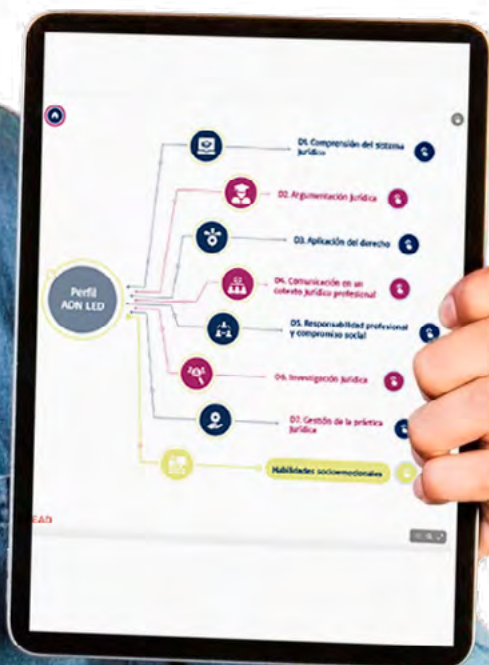 D1. Comprensión del sistema
jurídico
D2. Argumentación jurídica
D3. Aplicación del derecho
Perfil
ADN LED
D4. Comunicación en un
cotexto jurídico profesional
D5. Responsabilidad profesional
y compromiso social
D6. Investigación jurídica
D7. Gestión de la práctica
jurídica
Habilidades socioemocionales
EAD